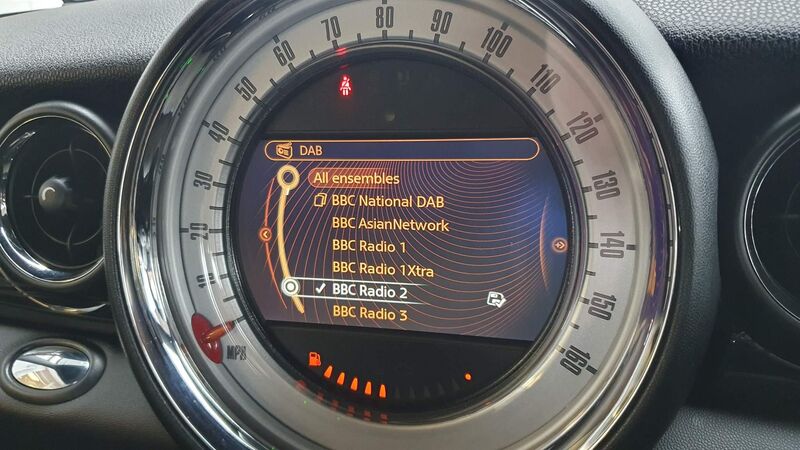 10
20
30
40
50
60
70
80
90
100
110
120
130
140
150
160
MPH
DAB
All ensembles
BBC National DAB
BBC AsianNetwork
BBC Radio 1
BBC Radio 1Xtra
BBC Radio 2
BBC Radio 3